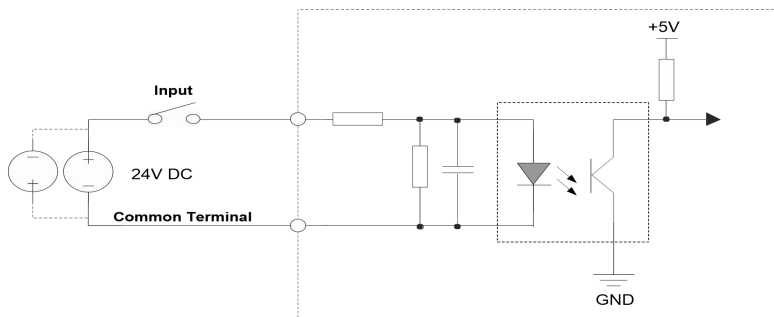 +5V
Input
24V DC
Common Terminal
GND